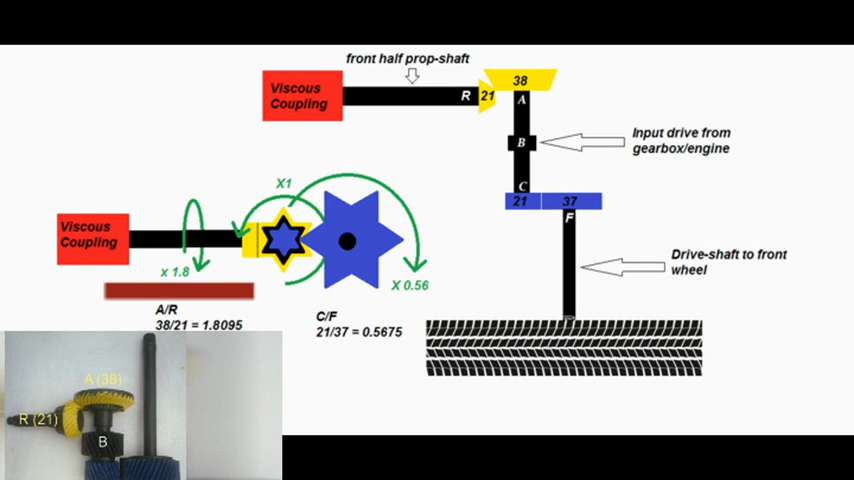 front half prop-shaft
Viscous
Coupling
R
21
38
A
B
C
Input drive from
gearbox/engine
21
37
F
Drive-shaft to front
wheel
X1
Viscous
Coupling
x 1.8
X 0.56
A/R
38/21 = 1.8095
C/F
21/37 = 0.5675
A (38)
R (21)
B